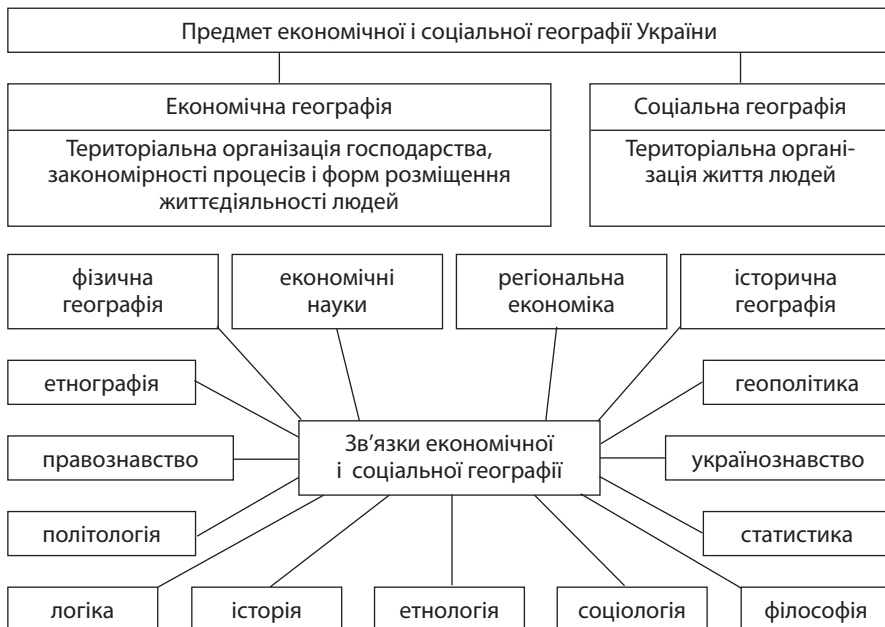 Предмет економічної і соціальної географії України
Економічна географія
Територіальна організація господарства,
закономірності процесів і форм розміщення
життєдіяльності людей
Соціальна географія
Територіальна органі-
зація життя людей
фізична
географія
економічні
науки
регіональна
економіка
історична
географія
етнографія
геополітика
Зв’язки економічної
і соціальної географії
правознавство
українознавство
політологія
статистика
логіка
історія
етнологія
соціологія
філософія